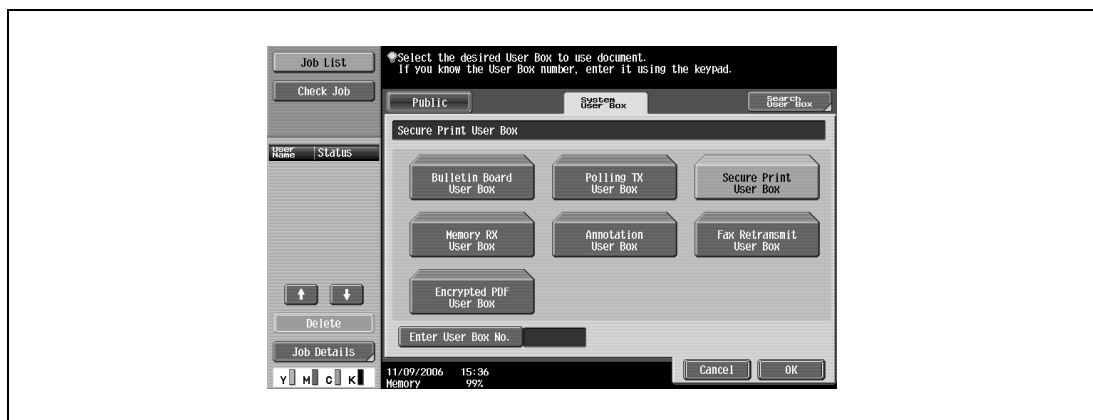 Job List
Check Job
User Name Status
Delete
Job Details
Y M C K
Select the desired User Box to use document.
If you know the User Box number, enter it using the keypad.
Public
System User Box
Search User Box
Secure Print User Box
Bulletin Board
User Box
Polling TX
User Box
Secure Print
User Box
Memory RX
User Box
Annotation
User Box
Fax Retransmit
User Box
Encrypted PDF
User Box
Enter User Box No.
11/09/2006 15:36
Memory 99%
Cancel
OK